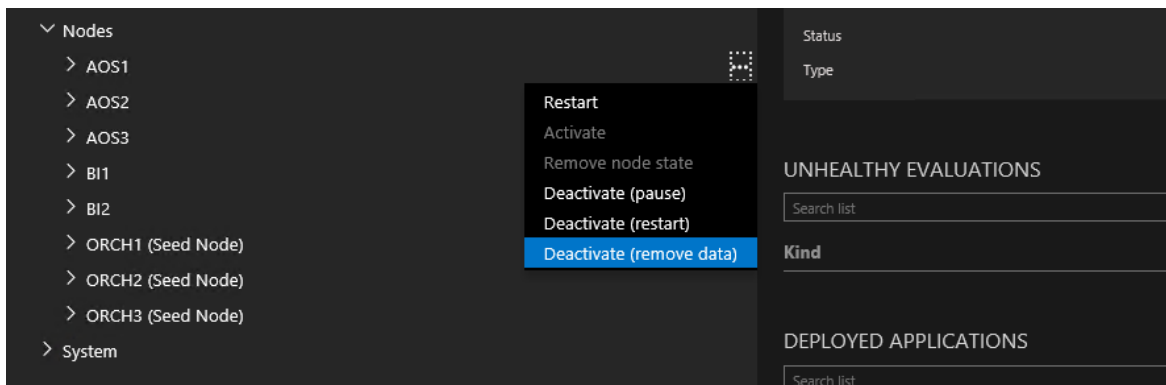 Nodes
AOS1
AOS2
AOS3
BI1
BI2
ORCH1 (Seed Node)
ORCH2 (Seed Node)
ORCH3 (Seed Node)
System
Restart
Activate
Remove node state
Deactivate (pause)
Deactivate (restart)
Deactivate (remove data)
Status
Type
UNHEALTHY EVALUATIONS
Search list
Kind
DEPLOYED APPLICATIONS
Search list